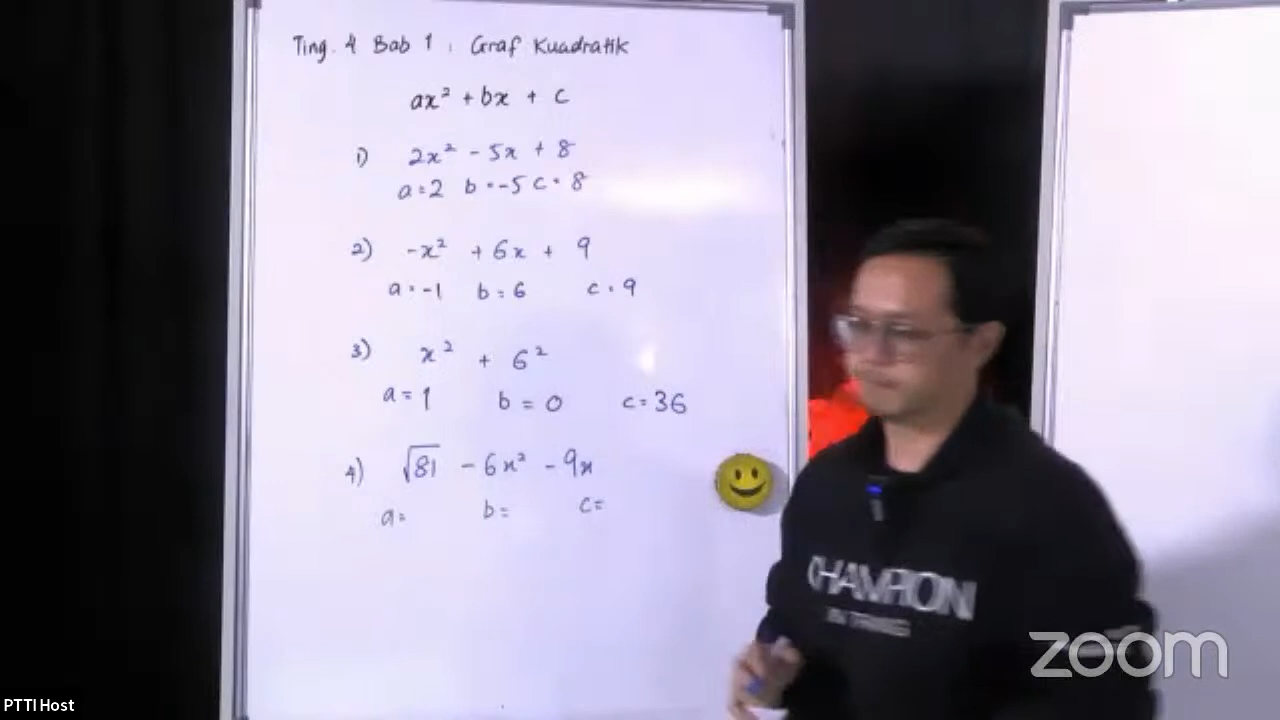 Ting. 4 Bab 1 : Graf Kuadratik
ax² + bx + c
1) 2x² - 5x + 8
a = 2 b = -5 c = 8
2) -x² + 6x + 9
a = -1 b = 6 c = 9
3) x² + 6²
a = 1 b = 0 c = 36
4) √81 - 6x² - 9x
a = b = c =
CHAMPION
zoom
PTTI Host